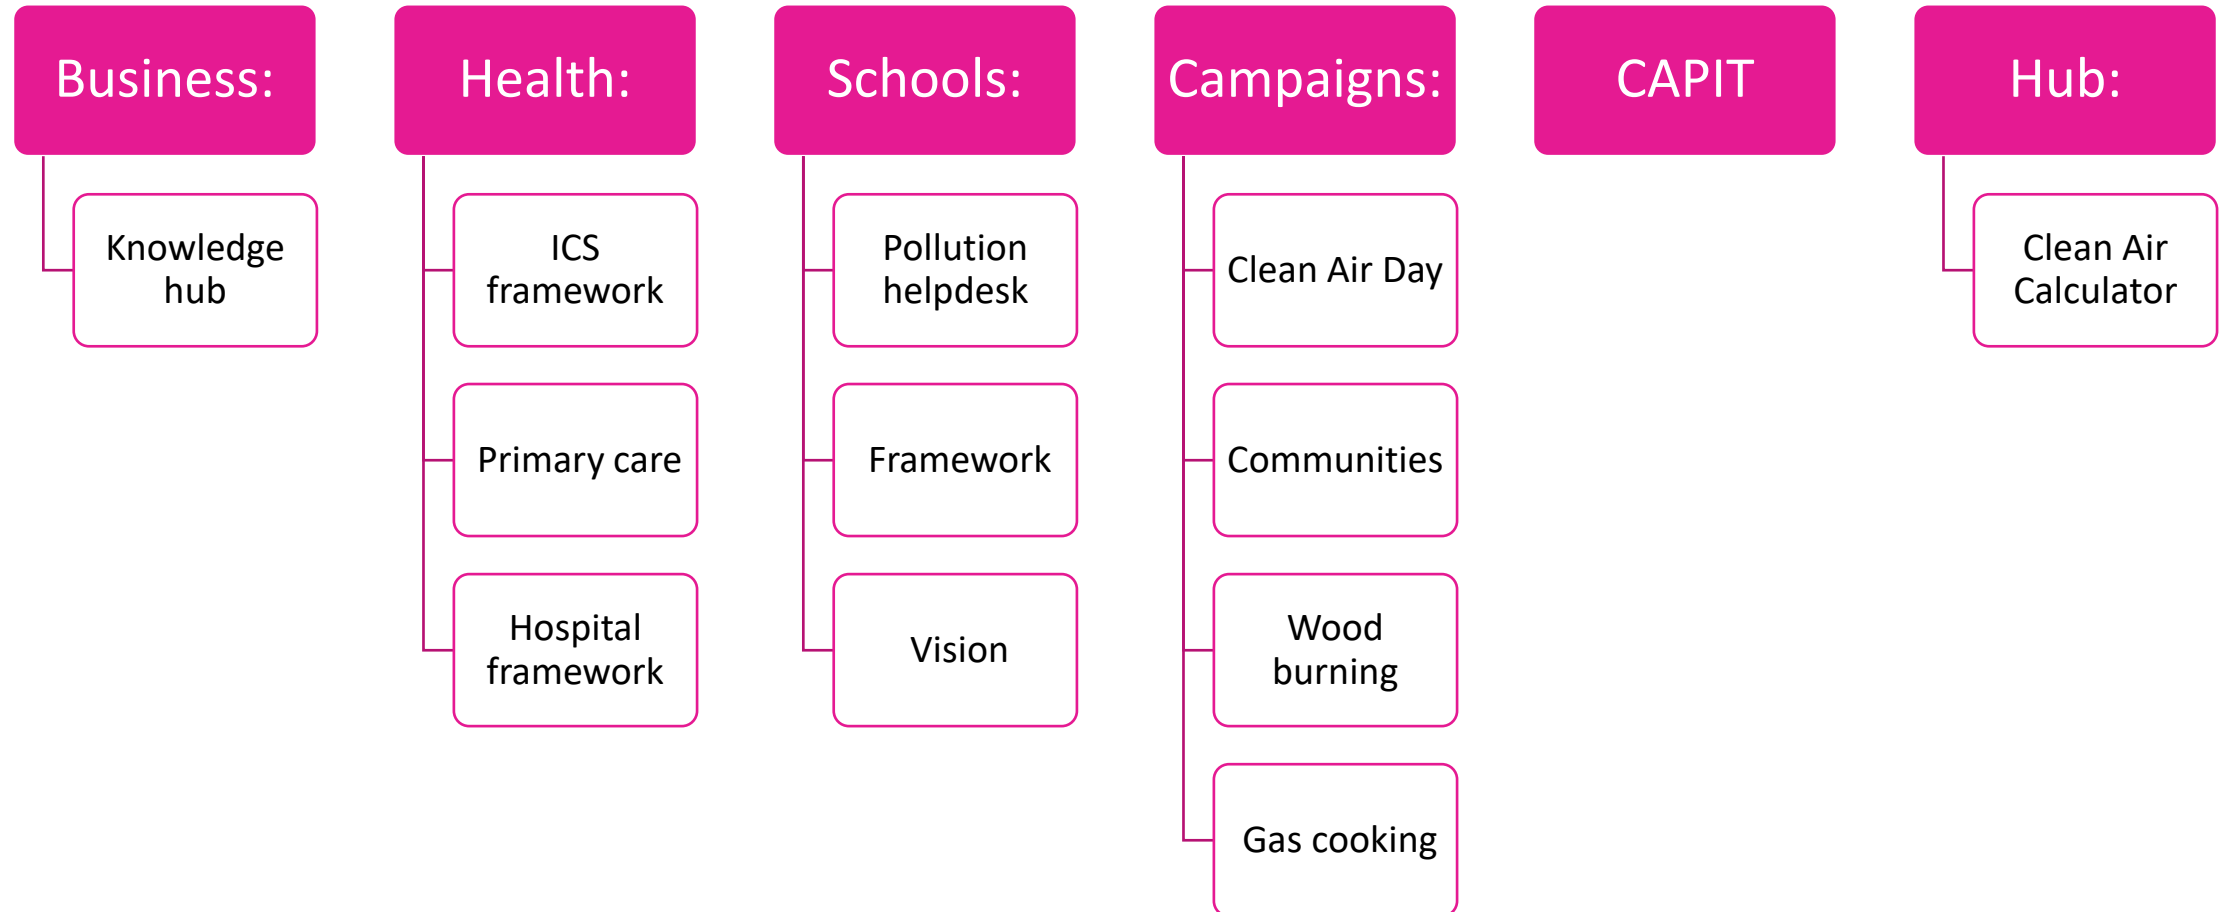 Business:
Knowledge
hub
Health:
ICS
framework
Primary care
Hospital
framework
Schools:
Pollution
helpdesk
Framework
Vision
Campaigns:
Clean Air Day
Communities
Wood
burning
Gas cooking
CAPIT
Hub:
Clean Air
Calculator